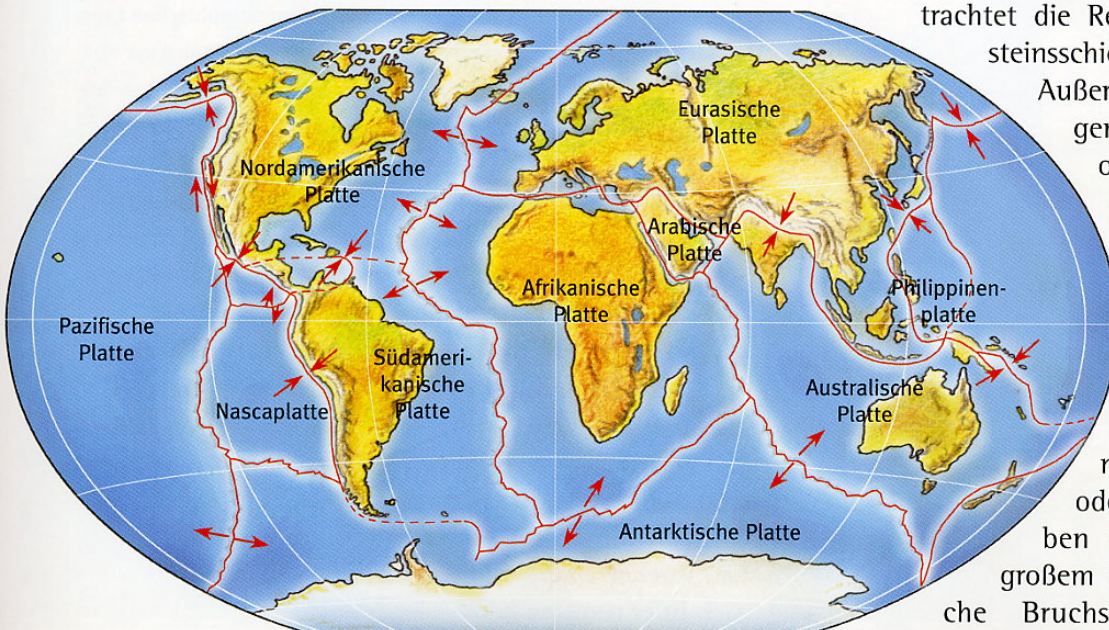 trachtet die Re
steinsschie
Außer
ger
o
Eurasische
Platte
Nordamerikanische
Platte
Arabische
Platte
Afrikanische
Platte
Philippinen-
platte
Pazifische
Platte
Südameri-
kanische
Platte
Nascaplatte
Australische
Platte
Antarktische Platte
r
ode
ben
großem
che Bruchs